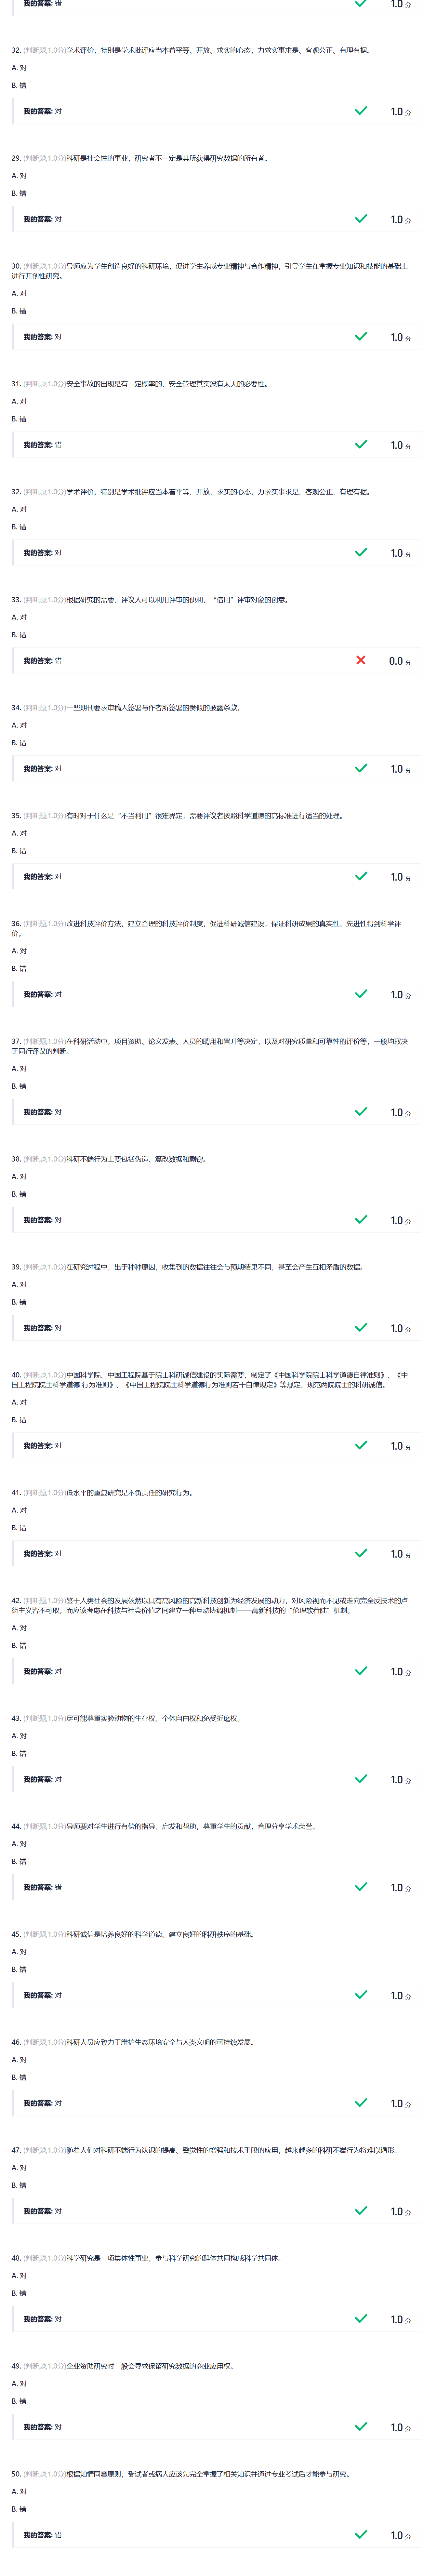 我的答案: 错
1.0 分
32. (判断题,1.0分)学术评价，特别是学术批评应当本着平等、开放、求实的心态，力求实事求是、客观公正、有理有据。
A. 对
B. 错
我的答案: 对
1.0 分
29. (判断题,1.0分)科研是社会性的事业，研究者不一定是其所获得研究数据的所有者。
A. 对
B. 错
我的答案: 对
1.0 分
30. (判断题,1.0分)导师应为学生创造良好的科研环境，促进学生养成专业精神与合作精神，引导学生在掌握专业知识和技能的基础上
进行开创性研究。
A. 对
B. 错
我的答案: 对
1.0 分
31. (判断题,1.0分)安全事故的出现是有一定概率的，安全管理其实没有太大的必要性。
A. 对
B. 错
我的答案: 错
1.0 分
32. (判断题,1.0分)学术评价，特别是学术批评应当本着平等、开放、求实的心态，力求实事求是、客观公正、有理有据。
A. 对
B. 错
我的答案: 对
1.0 分
33. (判断题,1.0分)根据研究的需要，评议人可以利用评审的便利，“借用”评审对象的创意。
A. 对
B. 错
我的答案: 错
0.0 分
34. (判断题,1.0分)一些期刊要求审稿人签署与作者所签署的类似的披露条款。
A. 对
B. 错
我的答案: 对
1.0 分
35. (判断题,1.0分)有时对于什么是“不当利用”很难界定，需要评议者按照科学道德的高标准进行适当的处理。
A. 对
B. 错
我的答案: 对
1.0 分
36. (判断题,1.0分)改进科技评价方法，建立合理的科技评价制度，促进科研诚信建设，保证科研成果的真实性、先进性得到科学评
价。
A. 对
B. 错
我的答案: 对
1.0 分
37. (判断题,1.0分)在科研活动中，项目资助、论文发表、人员的聘用和晋升等决定，以及对研究质量和可靠性的评价等，一般均取决
于同行评议的判断。
A. 对
B. 错
我的答案: 对
1.0 分
38. (判断题,1.0分)科研不端行为主要包括伪造、篡改数据和剽窃。
A. 对
B. 错
我的答案: 对
1.0 分
39. (判断题,1.0分)在研究过程中，出于种种原因，收集到的数据往往会与预期结果不同，甚至会产生互相矛盾的数据。
A. 对
B. 错
我的答案: 对
1.0 分
40. (判断题,1.0分)中国科学院、中国工程院基于院士科研诚信建设的实际需要，制定了《中国科学院院士科学道德自律准则》、《中
国工程院院士科学道德 行为准则》、《中国工程院院士科学道德行为准则若干自律规定》等规定，规范两院院士的科研诚信。
A. 对
B. 错
我的答案: 对
1.0 分
41. (判断题,1.0分)低水平的重复研究是不负责任的研究行为。
A. 对
B. 错
我的答案: 对
1.0 分
42. (判断题,1.0分)鉴于人类社会的发展依然以具有高风险的高新科技创新为经济发展的动力，对风险视而不见或走向完全反技术的卢
德主义皆不可取，而应该考虑在科技与社会价值之间建立一种互动协调机制——高新科技的“伦理软着陆”机制。
A. 对
B. 错
我的答案: 对
1.0 分
43. (判断题,1.0分)尽可能尊重实验动物的生存权，个体自由权和免受折磨权。
A. 对
B. 错
我的答案: 对
1.0 分
44. (判断题,1.0分)导师要对学生进行有偿的指导、启发和帮助，尊重学生的贡献，合理分享学术荣誉。
A. 对
B. 错
我的答案: 错
1.0 分
45. (判断题,1.0分)科研诚信是培养良好的科学道德、建立良好的科研秩序的基础。
A. 对
B. 错
我的答案: 对
1.0 分
46. (判断题,1.0分)科研人员应致力于维护生态环境安全与人类文明的可持续发展。
A. 对
B. 错
我的答案: 对
1.0 分
47. (判断题,1.0分)随着人们对科研不端行为认识的提高、警觉性的增强和技术手段的应用，越来越多的科研不端行为将难以遁形。
A. 对
B. 错
我的答案: 对
1.0 分
48. (判断题,1.0分)科学研究是一项集体性事业，参与科学研究的群体共同构成科学共同体。
A. 对
B. 错
我的答案: 对
1.0 分
49. (判断题,1.0分)企业资助研究时一般会寻求保留研究数据的商业应用权。
A. 对
B. 错
我的答案: 对
1.0 分
50. (判断题,1.0分)根据知情同意原则，受试者或病人应该先完全掌握了相关知识并通过专业考试后才能参与研究。
A. 对
B. 错
我的答案: 错
1.0 分